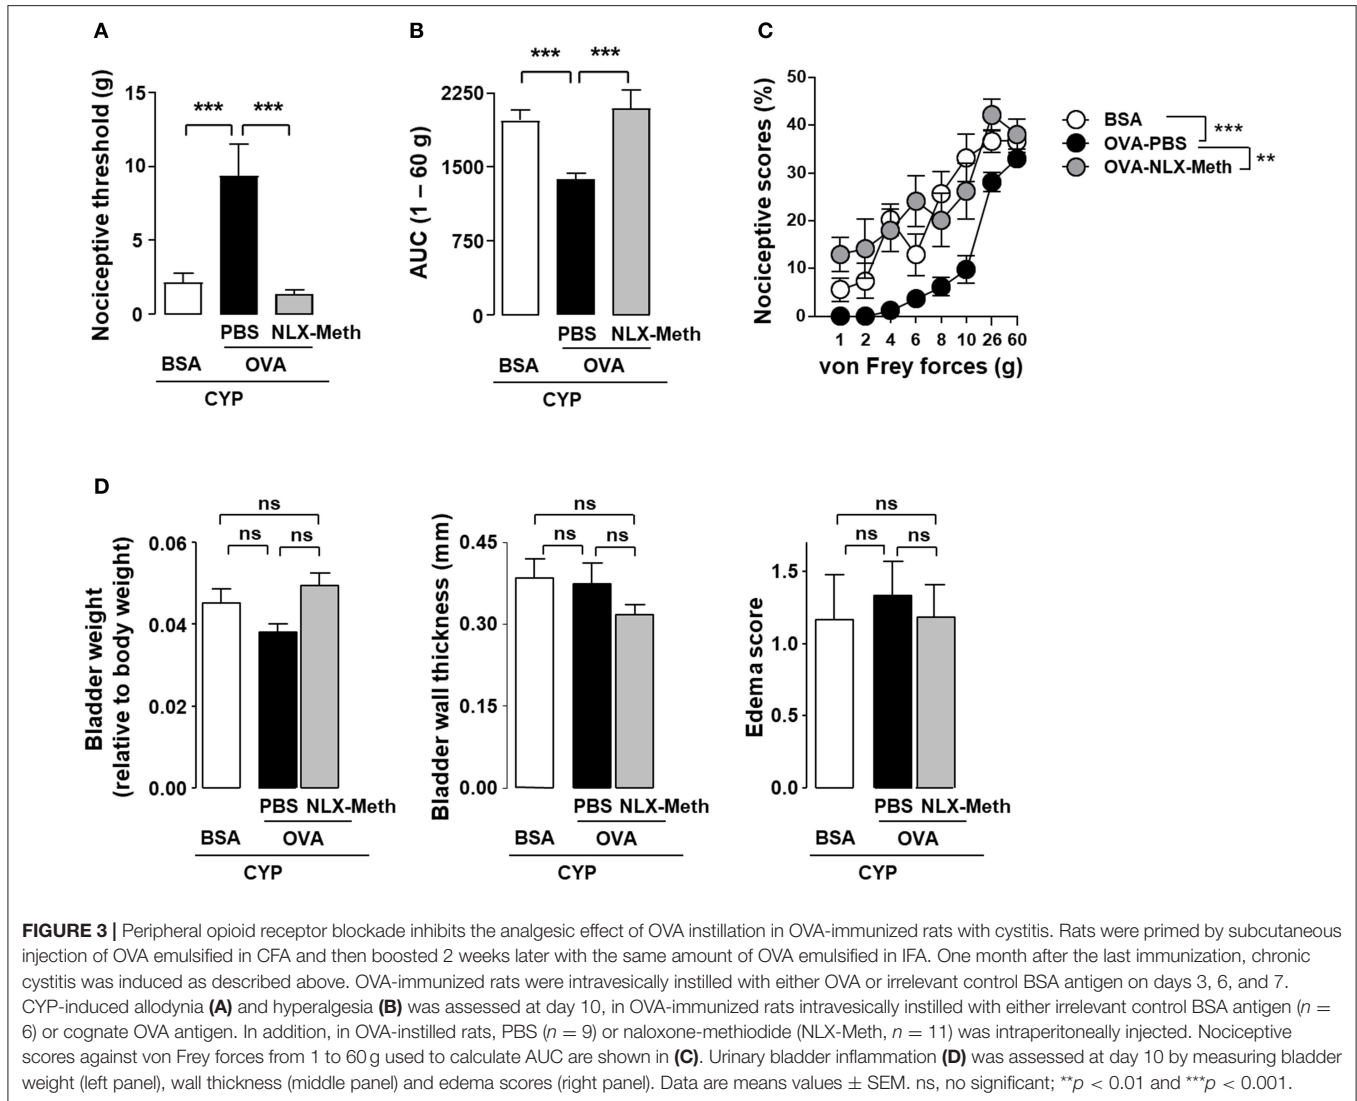 A
Nociceptive threshold (g)
15
10
5
0
***
***
PBS NLX-Meth
BSA OVA
CYP
B
AUC (1 – 60 g)
2250
1500
750
0
***
***
PBS NLX-Meth
BSA OVA
CYP
C
Nociceptive scores (%)
50
40
30
20
10
0
1 2 4 6 8 10 26 60
von Frey forces (g)
BSA
OVA-PBS
OVA-NLX-Meth
***
**
D
Bladder weight
(relative to body weight)
0.06
0.04
0.02
0.00
ns
ns ns
PBS NLX-Meth
BSA OVA
CYP
Bladder wall thickness (mm)
0.45
0.30
0.15
0.00
ns
ns ns
PBS NLX-Meth
BSA OVA
CYP
Edema score
1.5
1.0
0.5
0.0
ns
ns ns
PBS NLX-Meth
BSA OVA
CYP
FIGURE 3 | Peripheral opioid receptor blockade inhibits the analgesic effect of OVA instillation in OVA-immunized rats with cystitis. Rats were primed by subcutaneous
injection of OVA emulsified in CFA and then boosted 2 weeks later with the same amount of OVA emulsified in IFA. One month after the last immunization, chronic
cystitis was induced as described above. OVA-immunized rats were intravesically instilled with either OVA or irrelevant control BSA antigen on days 3, 6, and 7.
CYP-induced allodynia (A) and hyperalgesia (B) was assessed at day 10, in OVA-immunized rats intravesically instilled with either irrelevant control BSA antigen (n =
6) or cognate OVA antigen. In addition, in OVA-instilled rats, PBS (n = 9) or naloxone-methiodide (NLX-Meth, n = 11) was intraperitoneally injected. Nociceptive
scores against von Frey forces from 1 to 60 g used to calculate AUC are shown in (C). Urinary bladder inflammation (D) was assessed at day 10 by measuring bladder
weight (left panel), wall thickness (middle panel) and edema scores (right panel). Data are means values ± SEM. ns, no significant; **p < 0.01 and ***p < 0.001.